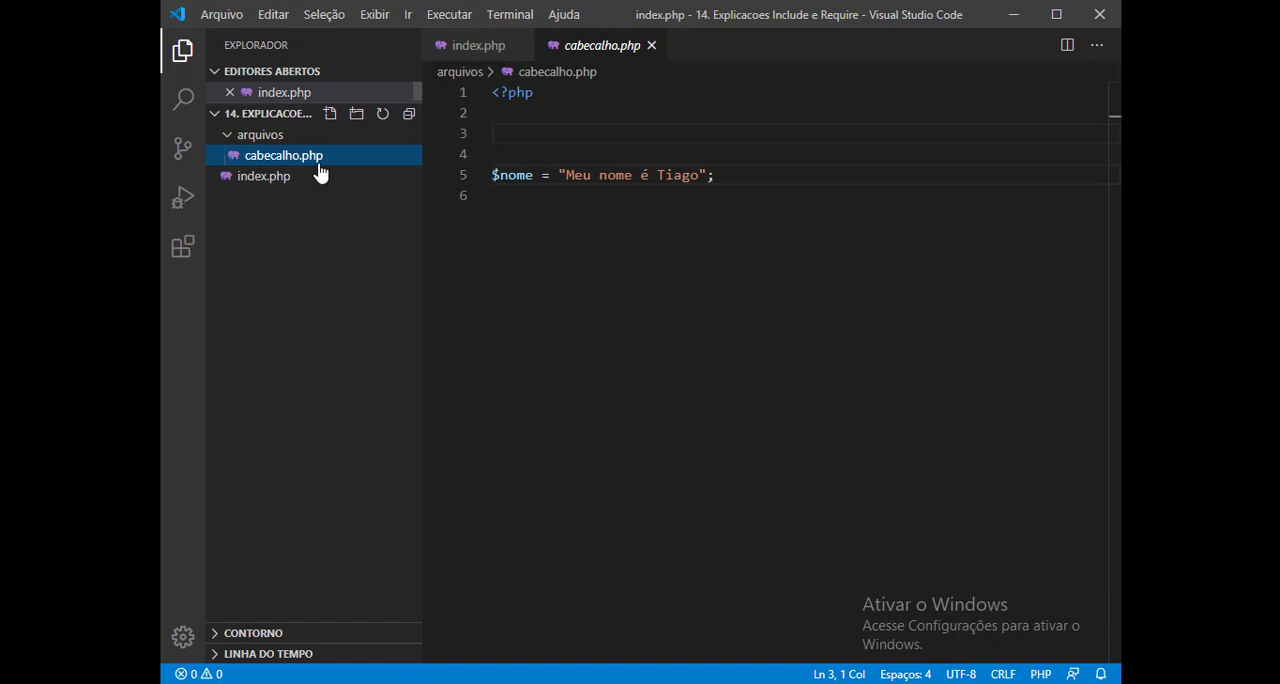 Arquivo Editar Seleção Exibir Ir Executar Terminal Ajuda index.php - 14. Explicacoes Include e Require - Visual Studio Code
EXPLORADOR
index.php
cabecalho.php
EDITORES ABERTOS
arquivos > cabecalho.php
index.php
14. EXPLICACOE...
arquivos
cabecalho.php
index.php
1 <?php
2
3
4
5 $nome = "Meu nome é Tiago";
6
Ativar o Windows
Acesse Configurações para ativar o
Windows.
CONTORNO
LINHA DO TEMPO
0 0 Ln 3, 1 Col Espaços: 4 UTF-8 CRLF PHP